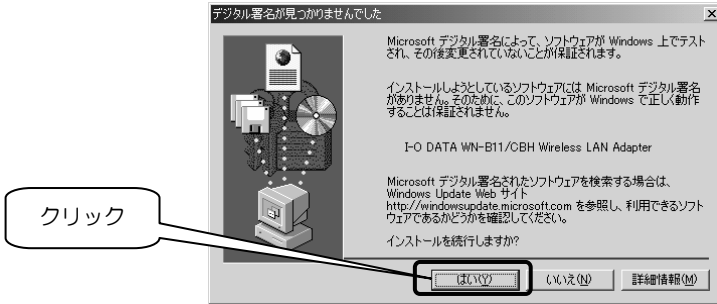 デジタル署名が見つかりませんでした
Microsoft デジタル署名によって、ソフトウェアが Windows 上でテスト
され、その後変更されていないことが保証されます。
インストールしようとしているソフトウェアには Microsoft デジタル署名
がありません。そのために、このソフトウェアが Windows で正しく動作
することは保証されません。
I-O DATA WN-B11/CBH Wireless LAN Adapter
Microsoft デジタル署名されたソフトウェアを検索する場合は、
Windows Update Web サイト
http://windowsupdate.microsoft.com を参照し、利用できるソフト
ウェアであるかどうかを確認してください。
インストールを続行しますか?
クリック
はい(Y) いいえ(N) 詳細情報(M)